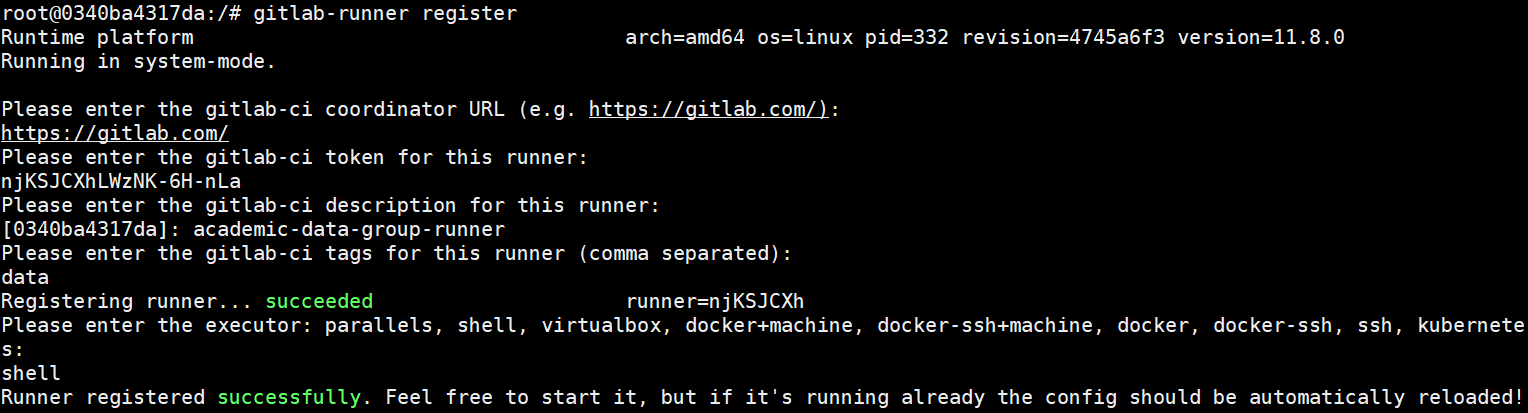 root@0340ba4317da:/# gitlab-runner register
Runtime platform                                    arch=amd64 os=linux pid=332 revision=4745a6f3 version=11.8.0
Running in system-mode.

Please enter the gitlab-ci coordinator URL (e.g. https://gitlab.com/):
https://gitlab.com/
Please enter the gitlab-ci token for this runner:
njKSJCXhLWzNK-6H-nLa
Please enter the gitlab-ci description for this runner:
[0340ba4317da]: academic-data-group-runner
Please enter the gitlab-ci tags for this runner (comma separated):
data
Registering runner... succeeded                     runner=njKSJCXh
Please enter the executor: parallels, shell, virtualbox, docker+machine, docker-ssh+machine, docker, docker-ssh, ssh, kubernete
s:
shell
Runner registered successfully. Feel free to start it, but if it's running already the config should be automatically reloaded!